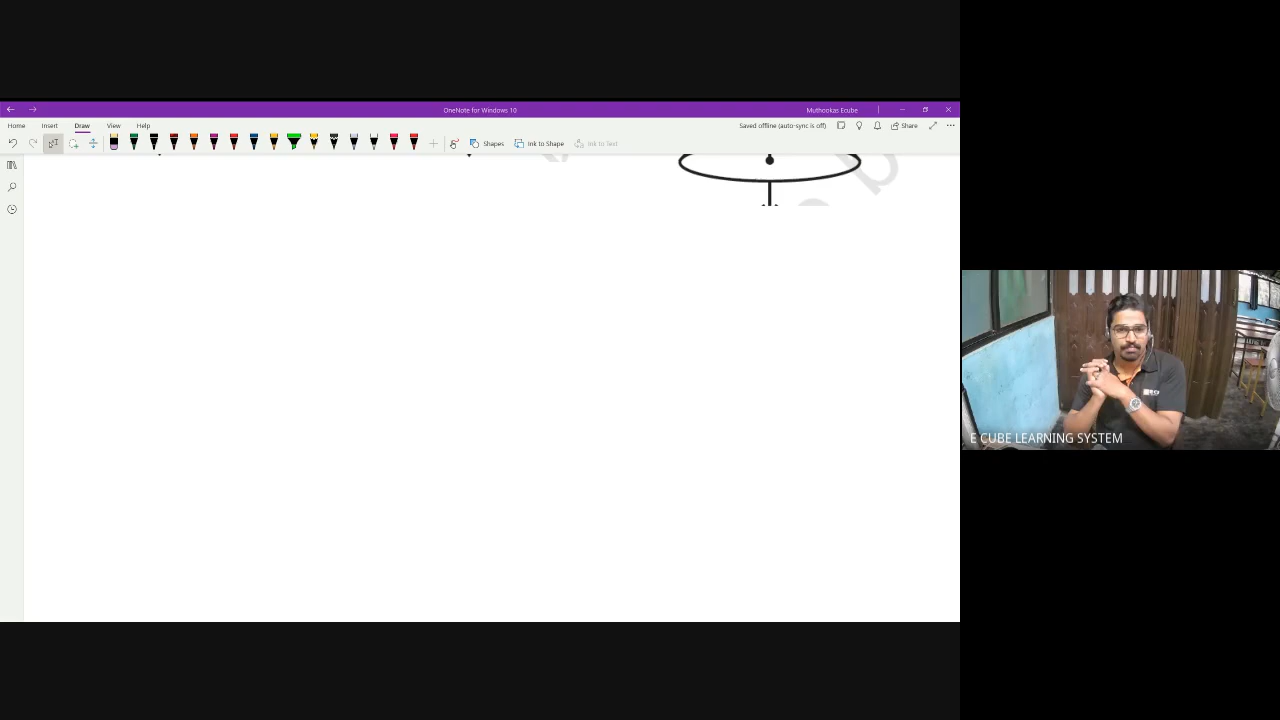 OneNote for Windows 10
Muthookas Ecube
Home Insert Draw View Help
Saved offline (auto-sync is off)
Share
Shapes
Ink to Shape
Ink to Text
E CUBE LEARNING SYSTEM